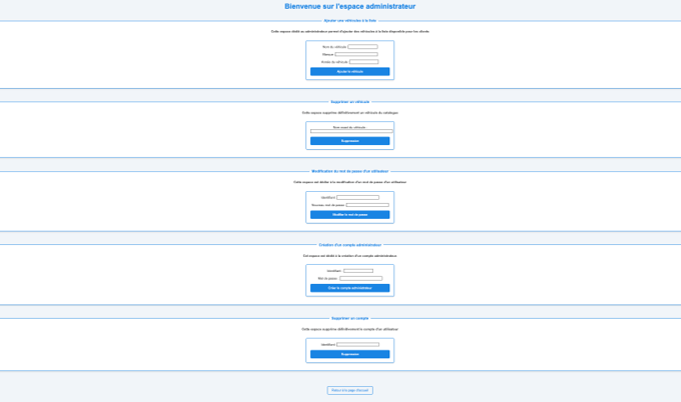 Bienvenue sur l'espace administrateur
Ajouter une véhicules à la liste
Cette espace dédié au administrateur permet d'ajouter des véhicules à la liste disponible pour les clients
Nom du véhicule
Marque
Modèle du véhicule
Ajouter le véhicule
Supprimer un véhicule
Cette espace supprime définitivement un véhicule du catalogue
Nom exact du véhicule
Supprimer
Modification du mot de passe d'un utilisateur
Cet espace est dédié à la modification d'un mot de passe d'un utilisateur
Identifiant
Nouveau mot de passe
Modifier le mot de passe
Création d'un compte administrateur
Cet espace est dédié à la création d'un compte administrateur
Identifiant
Mot de passe
Créer le compte administrateur
Supprimer un compte
Cette espace supprime définitivement le compte d'un utilisateur
Identifiant
Supprimer
Retour vers page d'accueil